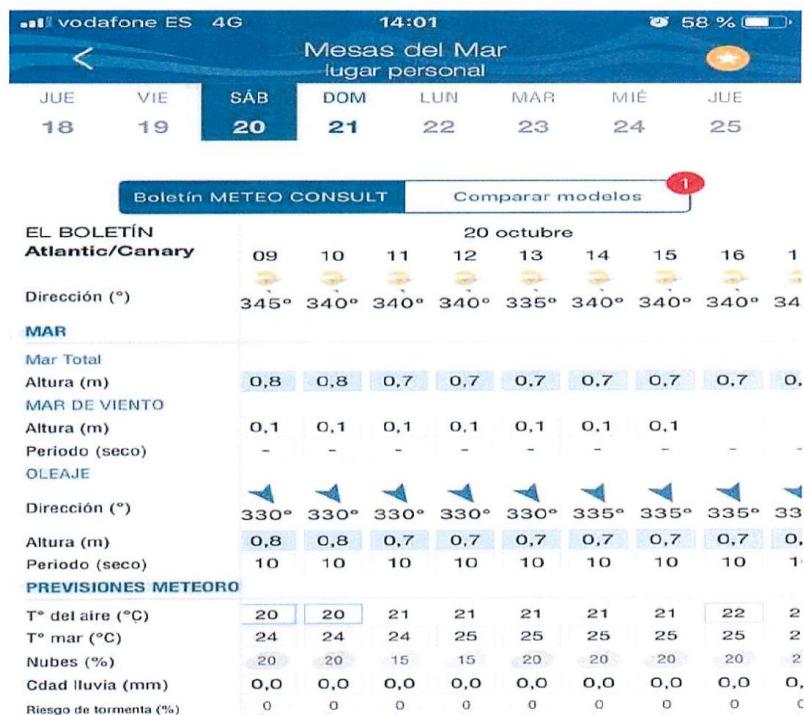 vodafone ES 4G 14:01 58 %
Mesas del Mar
lugar personal
JUE VIE SÁB DOM LUN MAR MIÉ JUE
18 19 20 21 22 23 24 25
Boletín METEO CONSULT Comparar modelos 1
EL BOLETÍN 20 octubre
Atlantic/Canary 09 10 11 12 13 14 15 16 1
Dirección (°) 345° 340° 340° 340° 335° 340° 340° 340° 34
MAR
Mar Total
Altura (m) 0,8 0,8 0,7 0,7 0,7 0,7 0,7 0,7 0,
MAR DE VIENTO
Altura (m) 0,1 0,1 0,1 0,1 0,1 0,1 0,1
Periodo (seco) - - - - - - - - -
OLEAJE
Dirección (°) 330° 330° 330° 330° 330° 335° 335° 335° 33
Altura (m) 0,8 0,8 0,7 0,7 0,7 0,7 0,7 0,7 0,
Periodo (seco) 10 10 10 10 10 10 10 10 1
PREVISIONES METEORO
T° del aire (°C) 20 20 21 21 21 21 21 22 2
T° mar (°C) 24 24 24 25 25 25 25 25 2
Nubes (%) 20 20 15 15 20 20 20 20 2
Cdad lluvia (mm) 0,0 0,0 0,0 0,0 0,0 0,0 0,0 0,0 0,
Riesgo de tormenta (%) 0 0 0 0 0 0 0 0